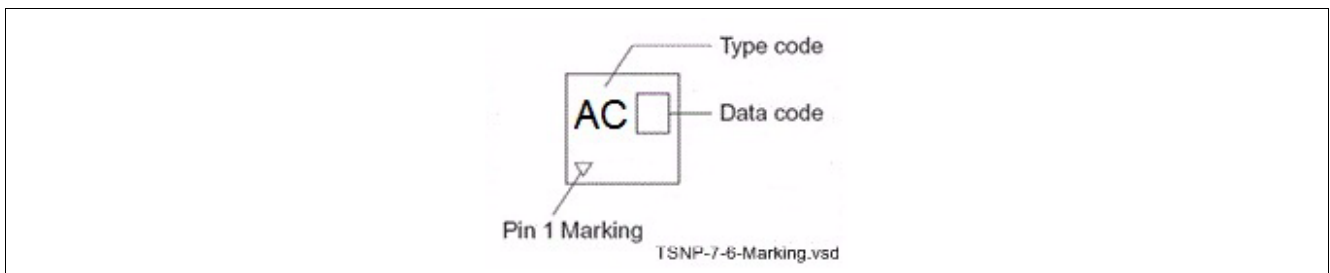 Type code
AC
Data code
Pin 1 Marking
TSNP-7-6-Marking.vsd